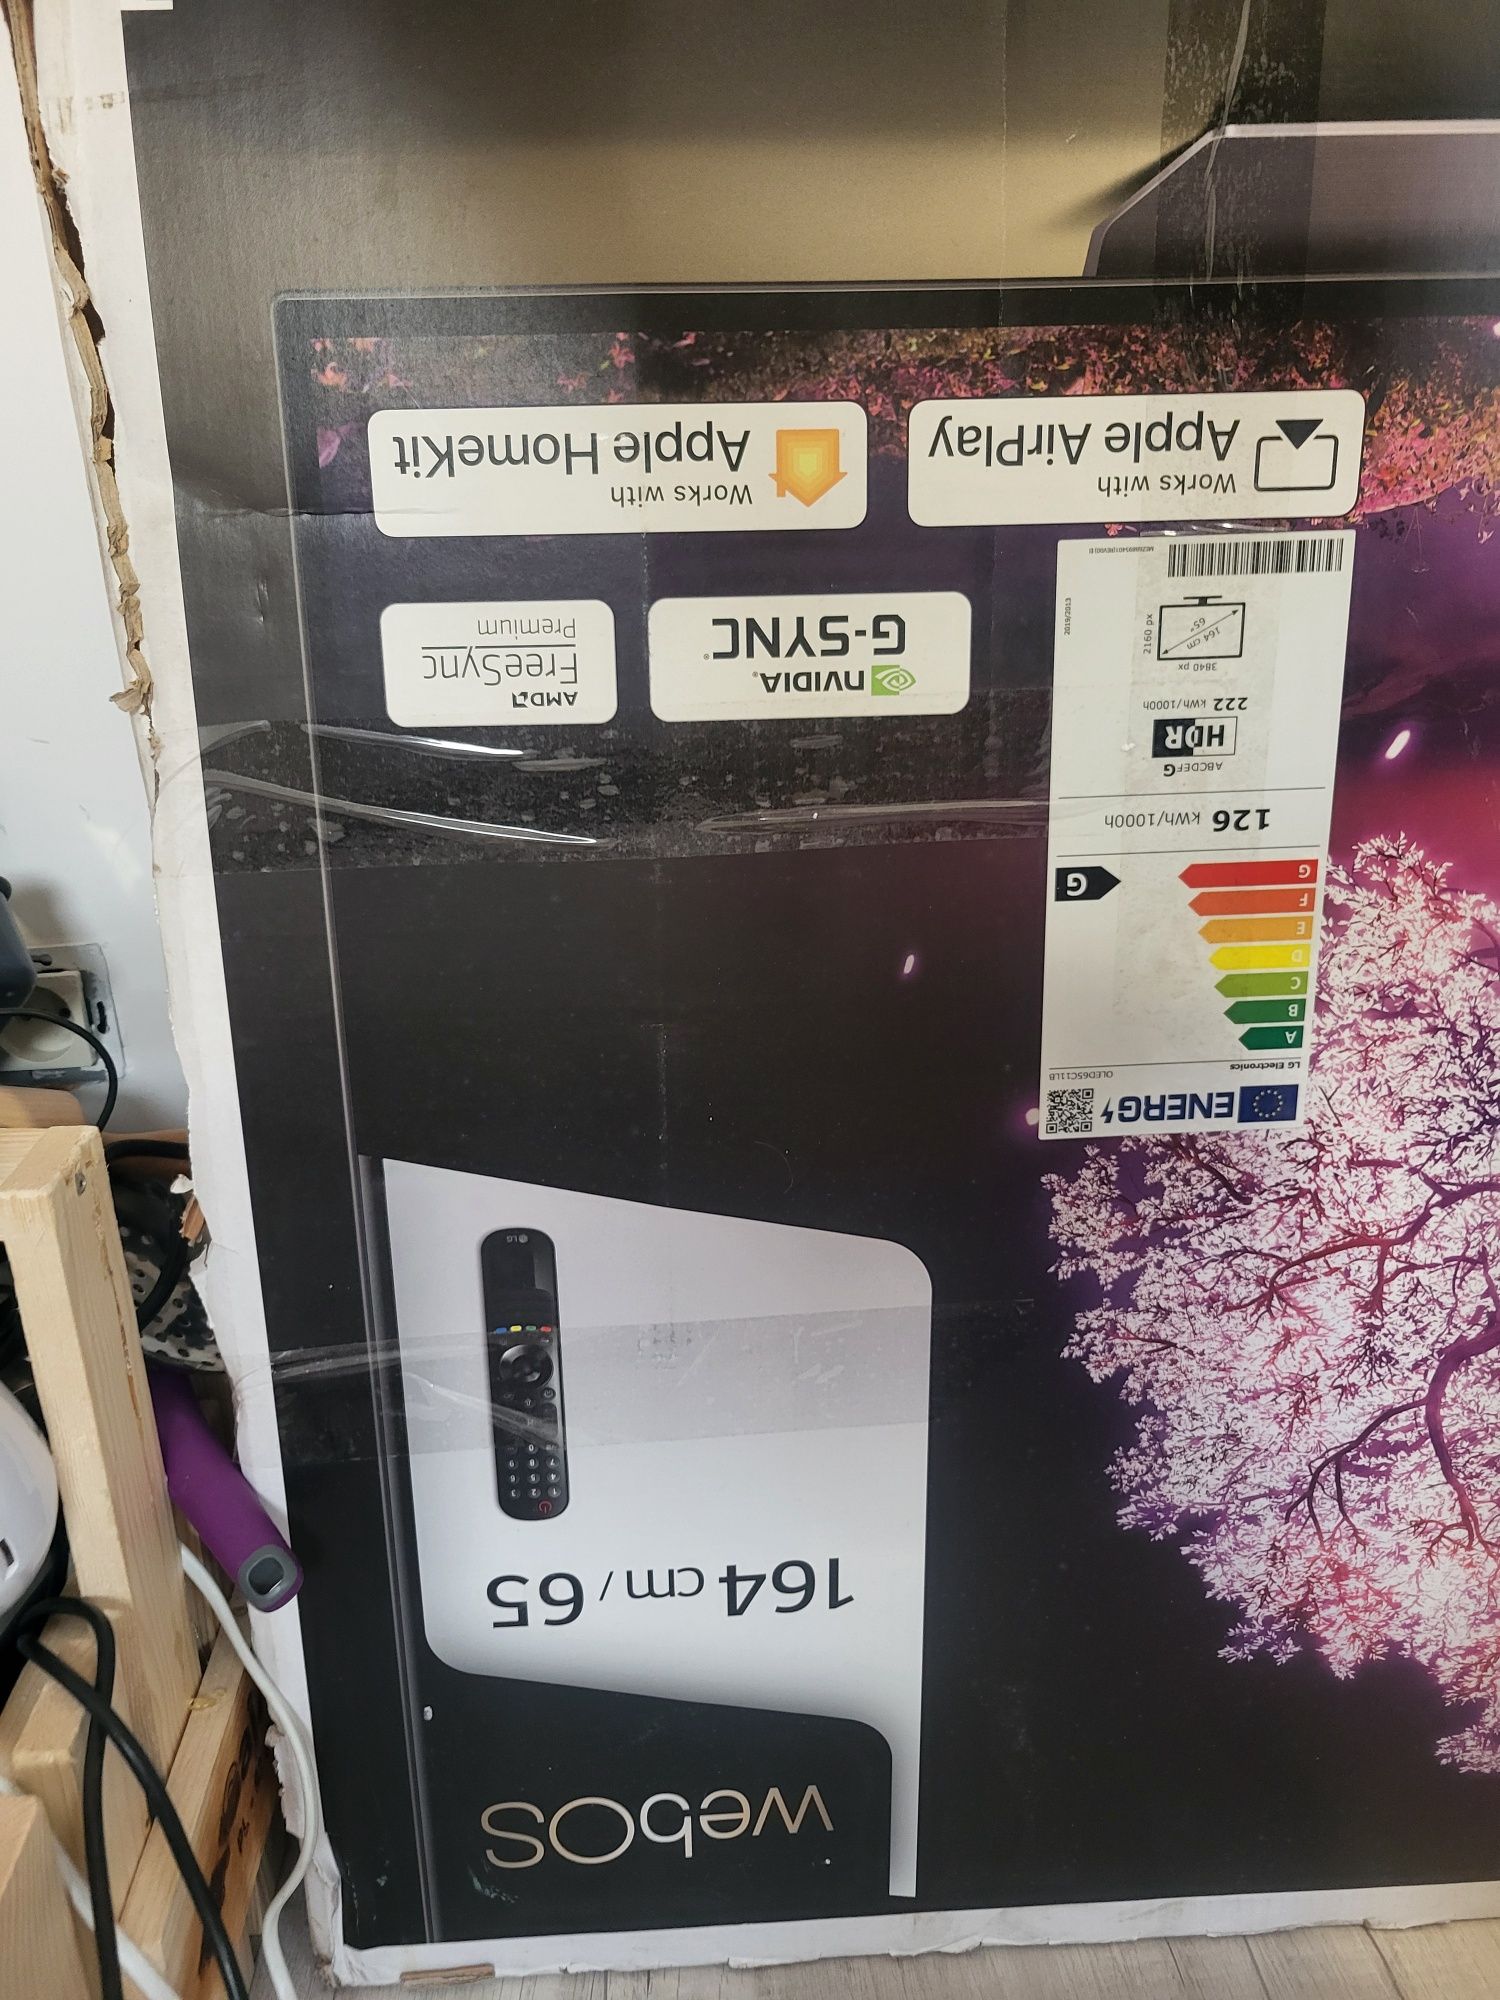 webOS
164 cm / 65
LG
ENERG
LG Electronics
OLED65C11LB
A
B
C
D
E
F
G
G
126 kWh/1000h
ABCDEFG
HDR
222 kWh/1000h
3840 px
2160 px
164 cm
65"
2019/2013
NVIDIA®
G-SYNC®
AMD
FreeSync
Premium
Works with
Apple AirPlay
Works with
Apple HomeKit